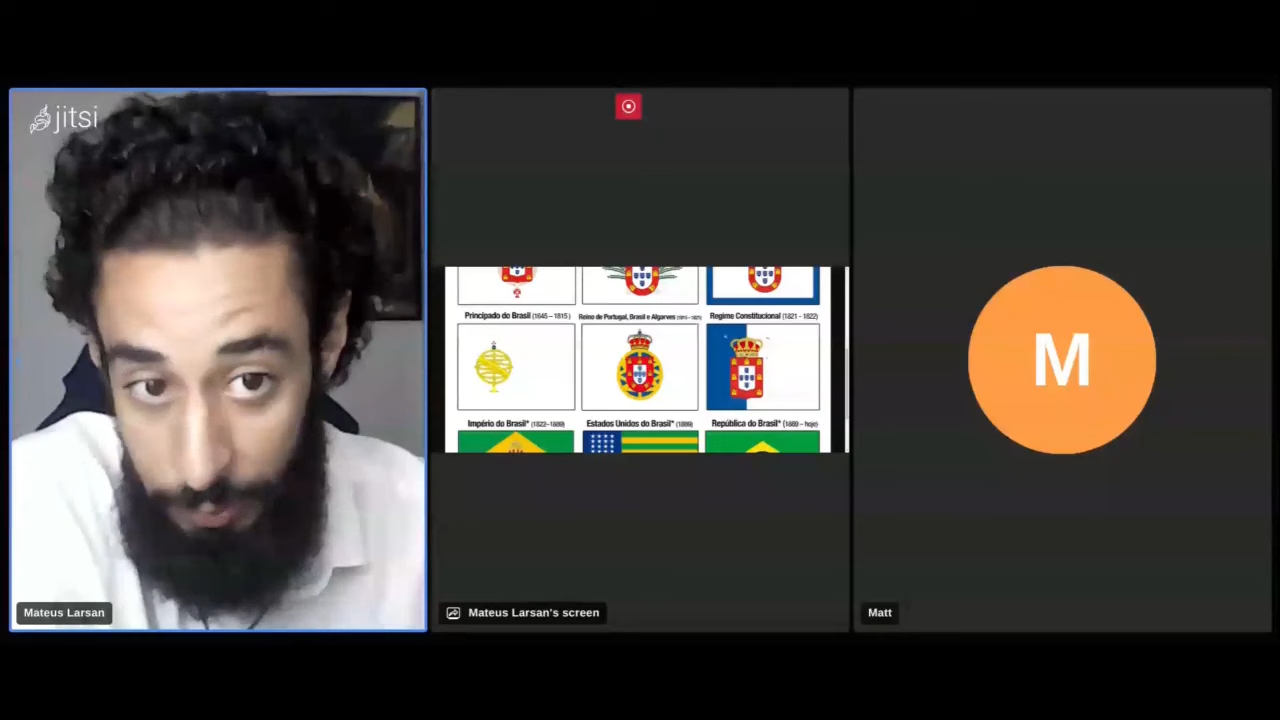 jitsi
Principado do Brasil (1645 – 1815 )
Reino de Portugal, Brasil e Algarves
Regime Constitucional (1821 - 1822)
Império do Brasil* (1822–1889)
Estados Unidos do Brasil* (1889)
República do Brasil* (1889 – hoje)
M
Mateus Larsan
Mateus Larsan's screen
Matt